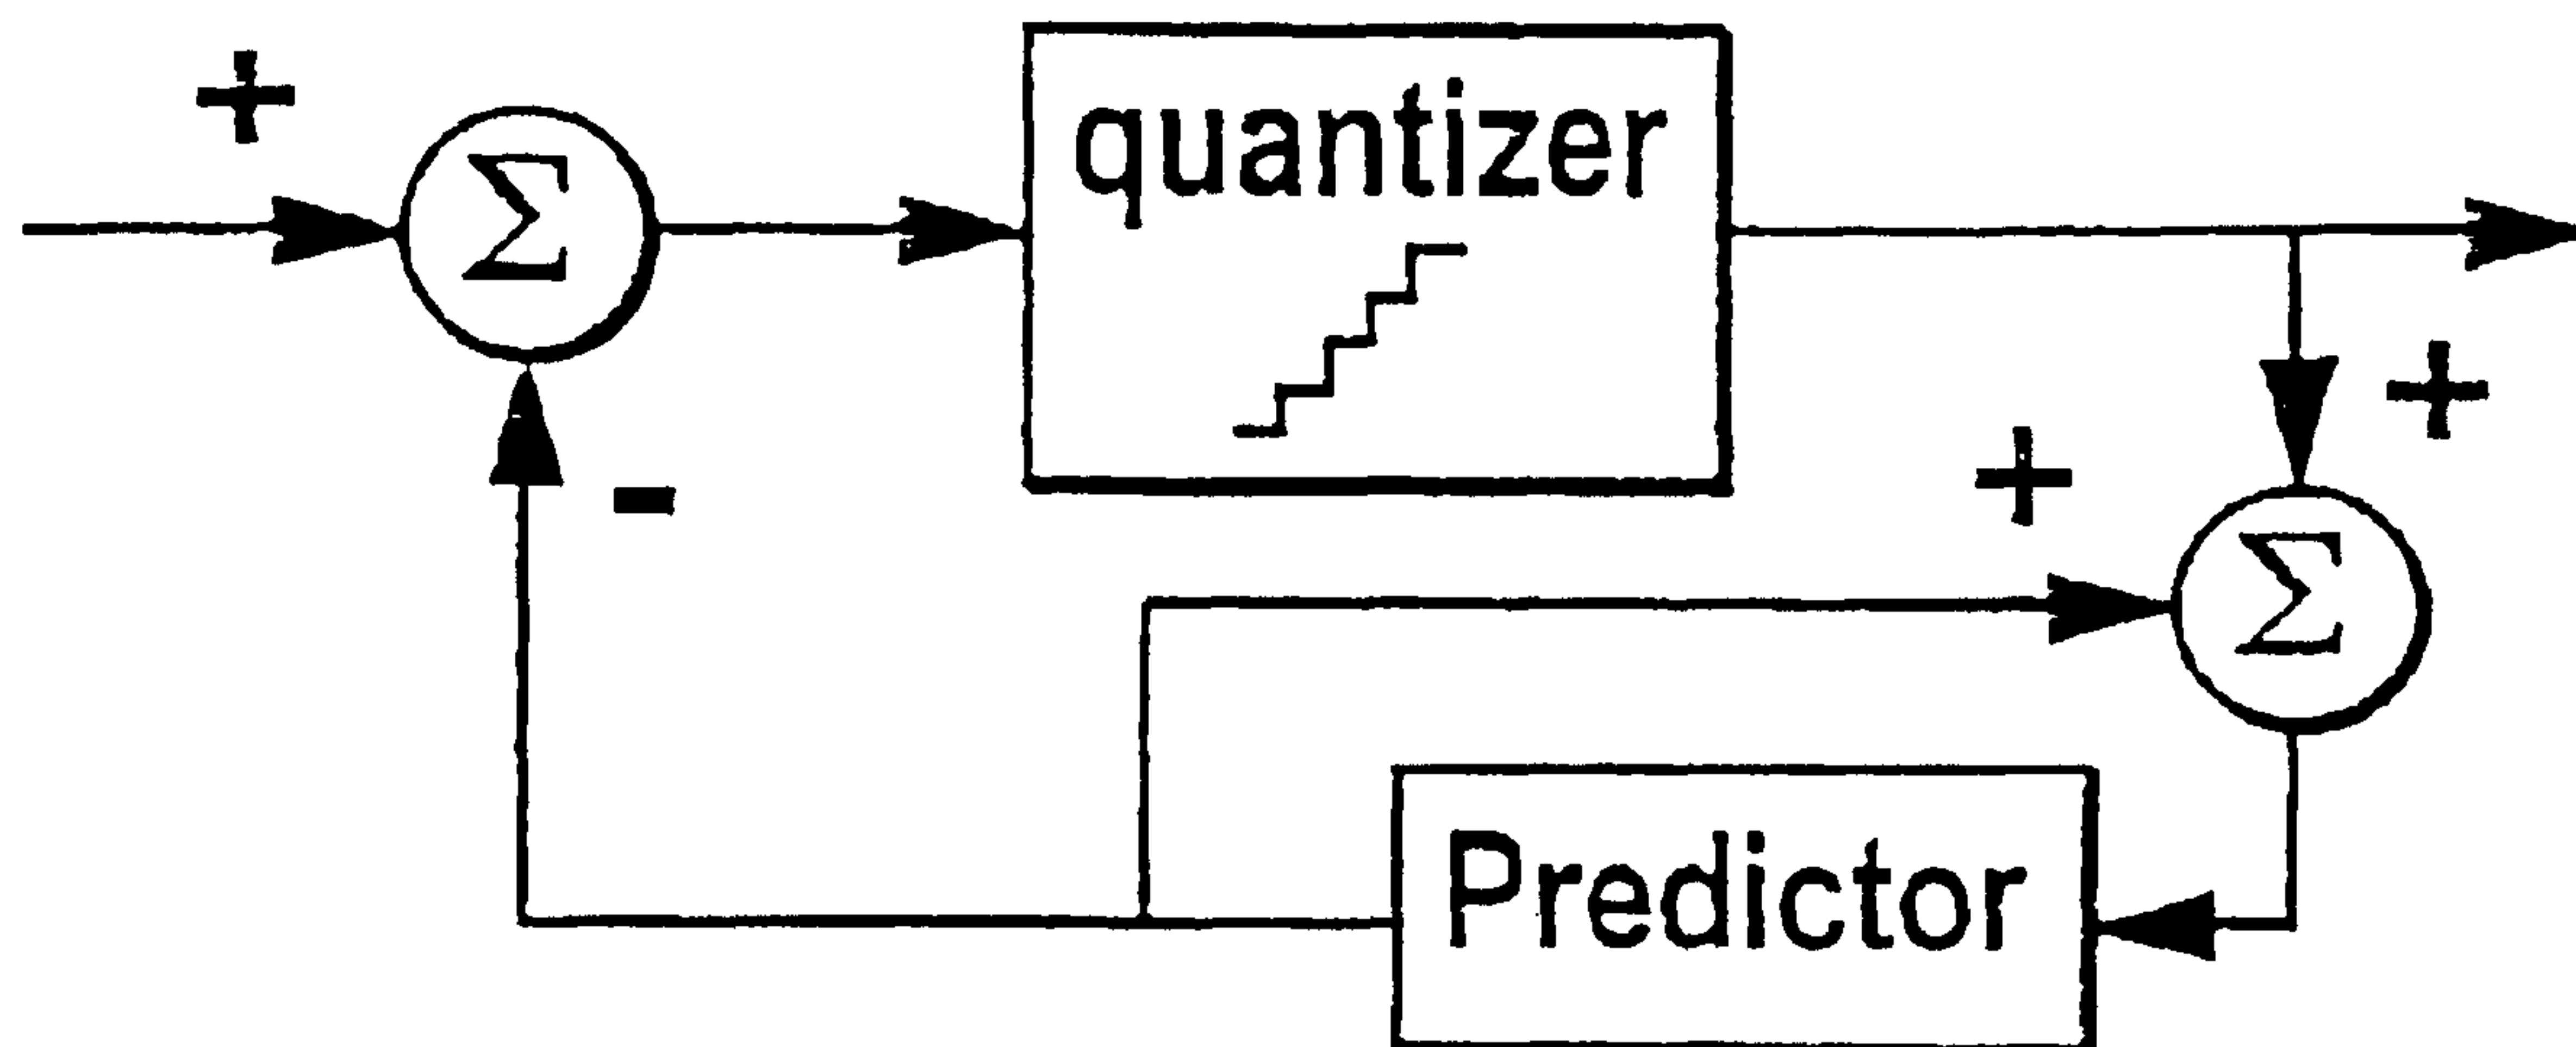 +
Σ
quantizer
-
+
+
Σ
Predictor